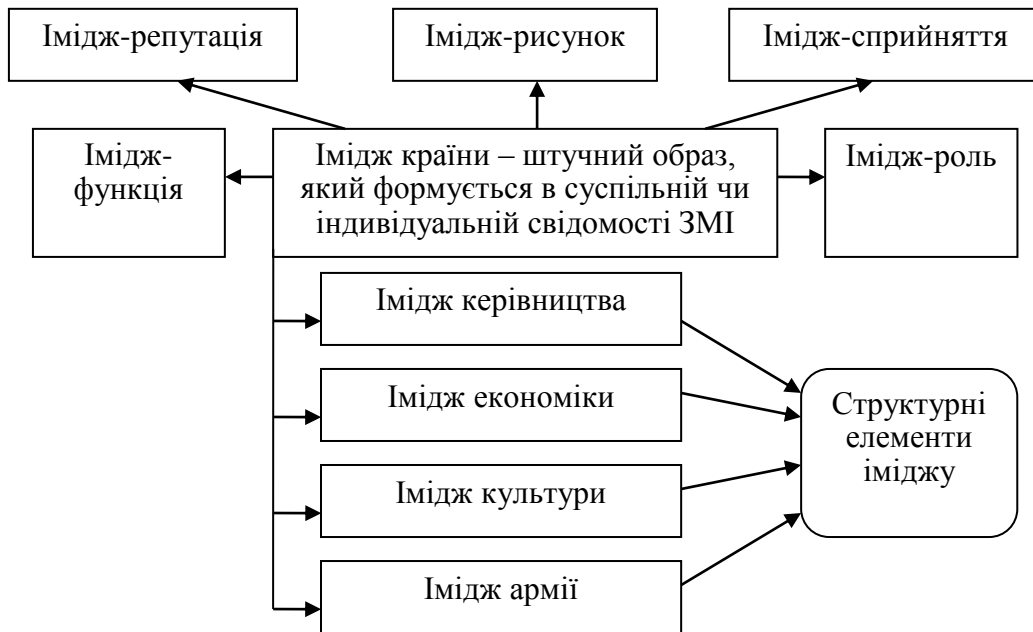 Імідж-репутація
Імідж-рисунок
Імідж-сприйняття
Імідж-
функція
Імідж країни – штучний образ,
який формується в суспільній чи
індивідуальній свідомості ЗМІ
Імідж-роль
Імідж керівництва
Імідж економіки
Імідж культури
Імідж армії
Структурні
елементи
іміджу